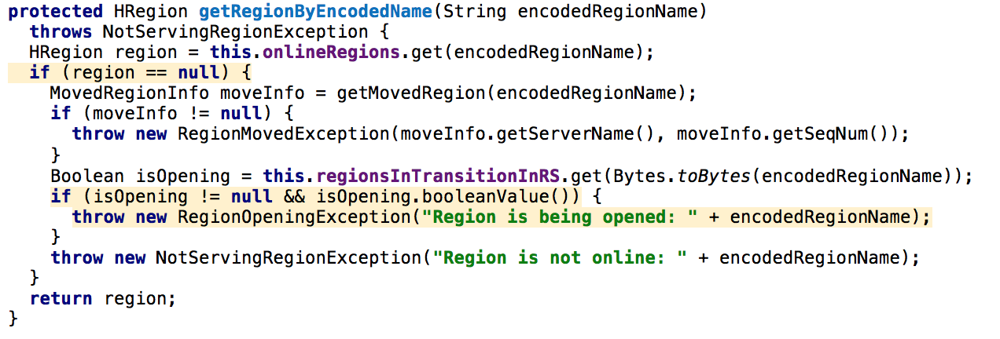 protected HRegion getRegionByEncodedName(String encodedRegionName)
  throws NotServingRegionException {
  HRegion region = this.onlineRegions.get(encodedRegionName);
  if (region == null) {
    MovedRegionInfo moveInfo = getMovedRegion(encodedRegionName);
    if (moveInfo != null) {
      throw new RegionMovedException(moveInfo.getServerName(), moveInfo.getSeqNum());
    }
    Boolean isOpening = this.regionsInTransitionInRS.get(Bytes.toBytes(encodedRegionName));
    if (isOpening != null && isOpening.booleanValue()) {
      throw new RegionOpeningException("Region is being opened: " + encodedRegionName);
    }
    throw new NotServingRegionException("Region is not online: " + encodedRegionName);
  }
  return region;
}